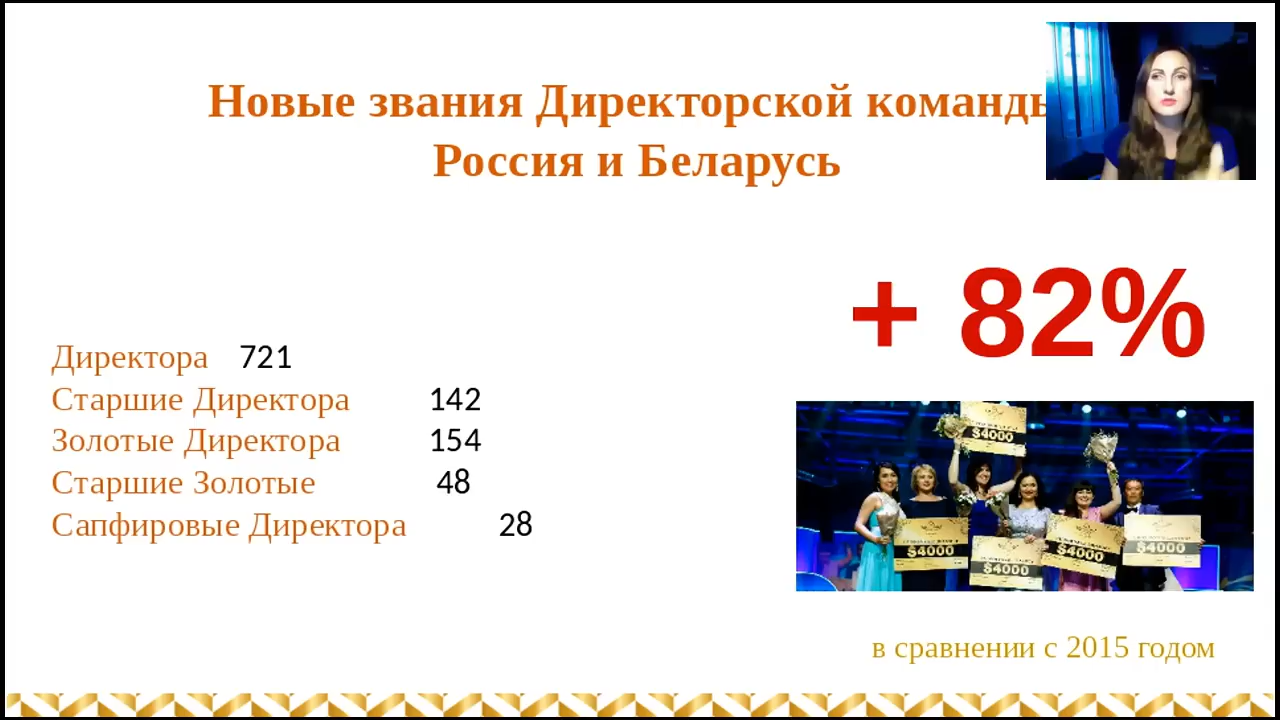 Новые звания Директорской команды
Россия и Беларусь
+ 82%
Директора 721
Старшие Директора 142
Золотые Директора 154
Старшие Золотые 48
Сапфировые Директора 28
$4000
$4000
$4000
$4000
$4000
в сравнении с 2015 годом